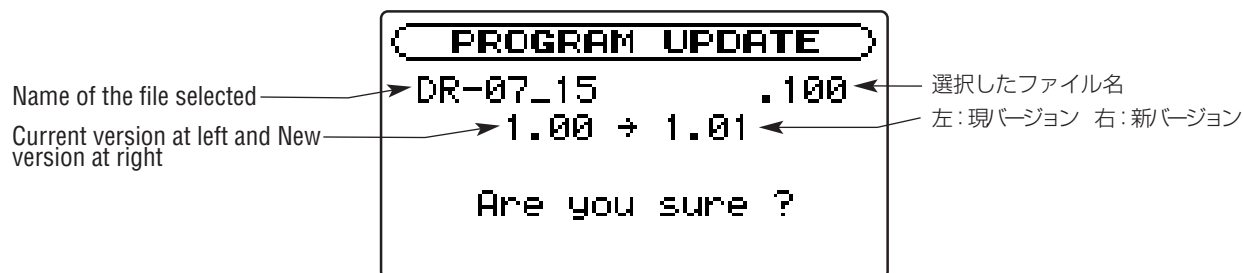 PROGRAM UPDATE
Name of the file selected
DR-07_15 .100
選択したファイル名
Current version at left and New
version at right
1.00 → 1.01
左：現バージョン 右：新バージョン
Are you sure ?